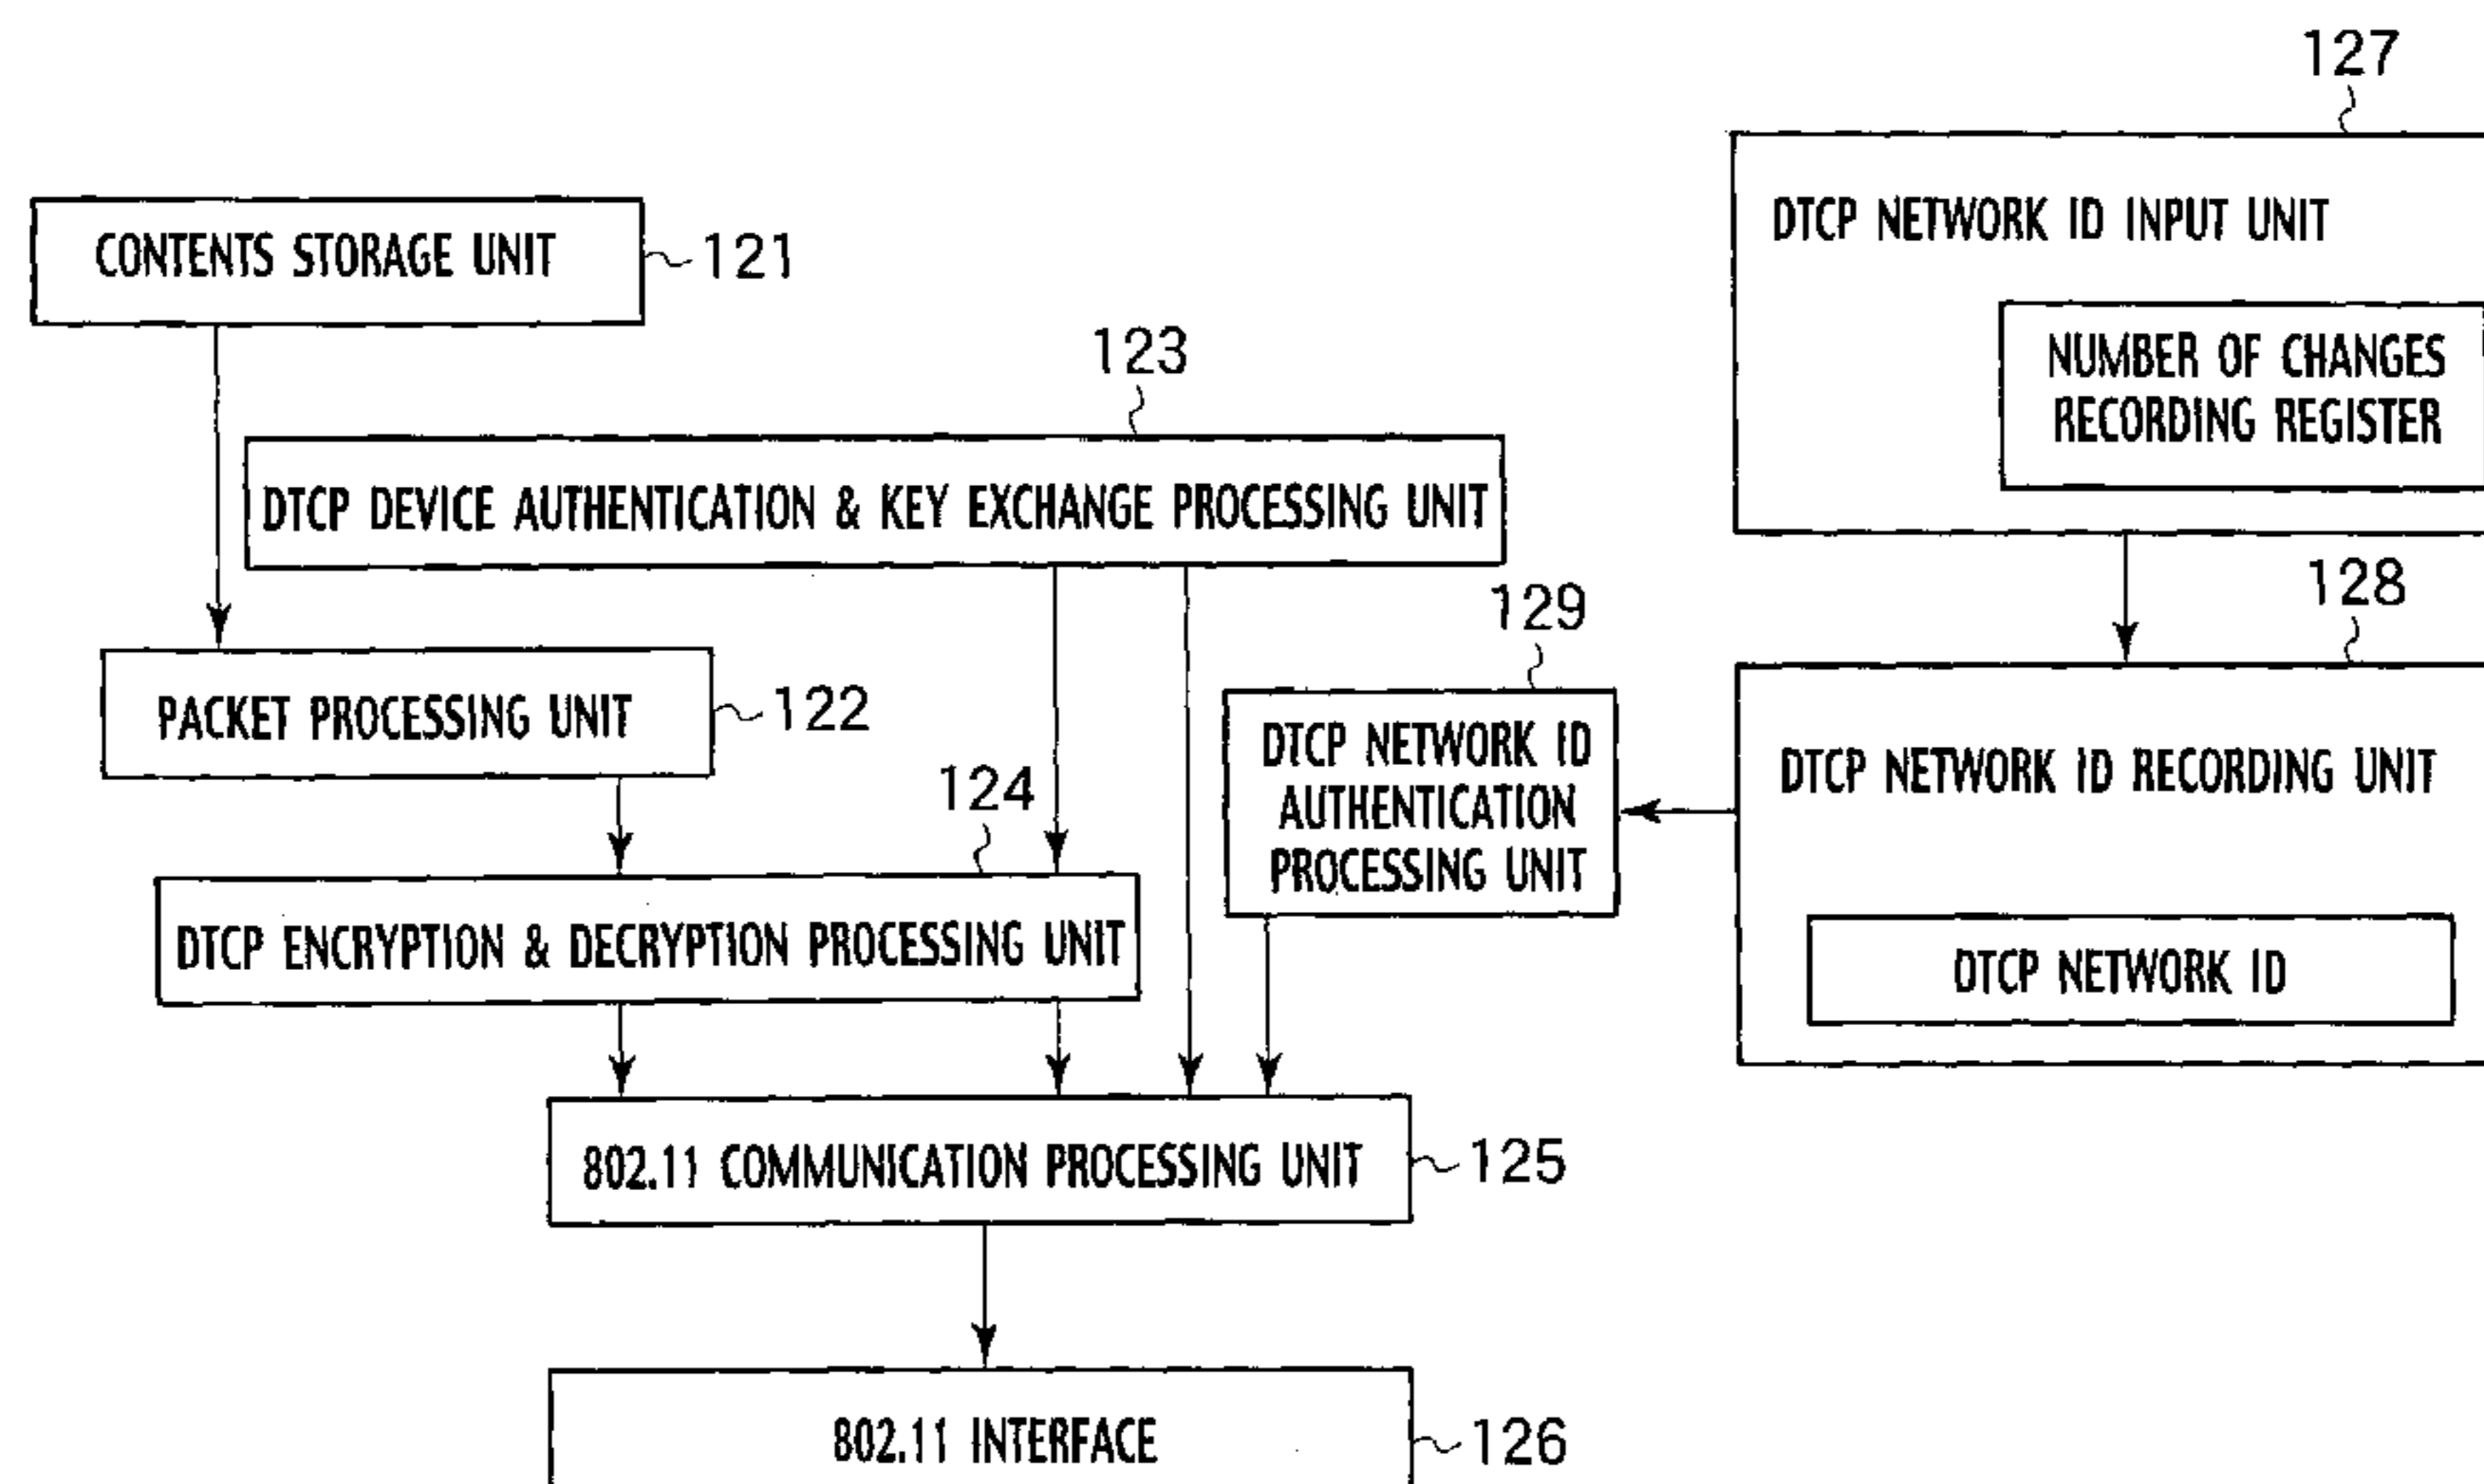 127
DTCP NETWORK ID INPUT UNIT
CONTENTS STORAGE UNIT
121
NUMBER OF CHANGES
RECORDING REGISTER
123
DTCP DEVICE AUTHENTICATION & KEY EXCHANGE PROCESSING UNIT
128
129
PACKET PROCESSING UNIT
122
DTCP NETWORK ID
AUTHENTICATION
PROCESSING UNIT
DTCP NETWORK ID RECORDING UNIT
124
DTCP ENCRYPTION & DECRYPTION PROCESSING UNIT
DTCP NETWORK ID
802.11 COMMUNICATION PROCESSING UNIT
125
802.11 INTERFACE
126